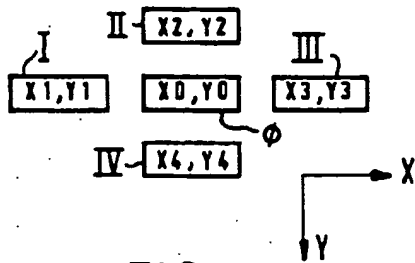 II X2,Y2
I III
X1,Y1 X0,Y0 X3,Y3
Ø
IV X4,Y4
X
Y